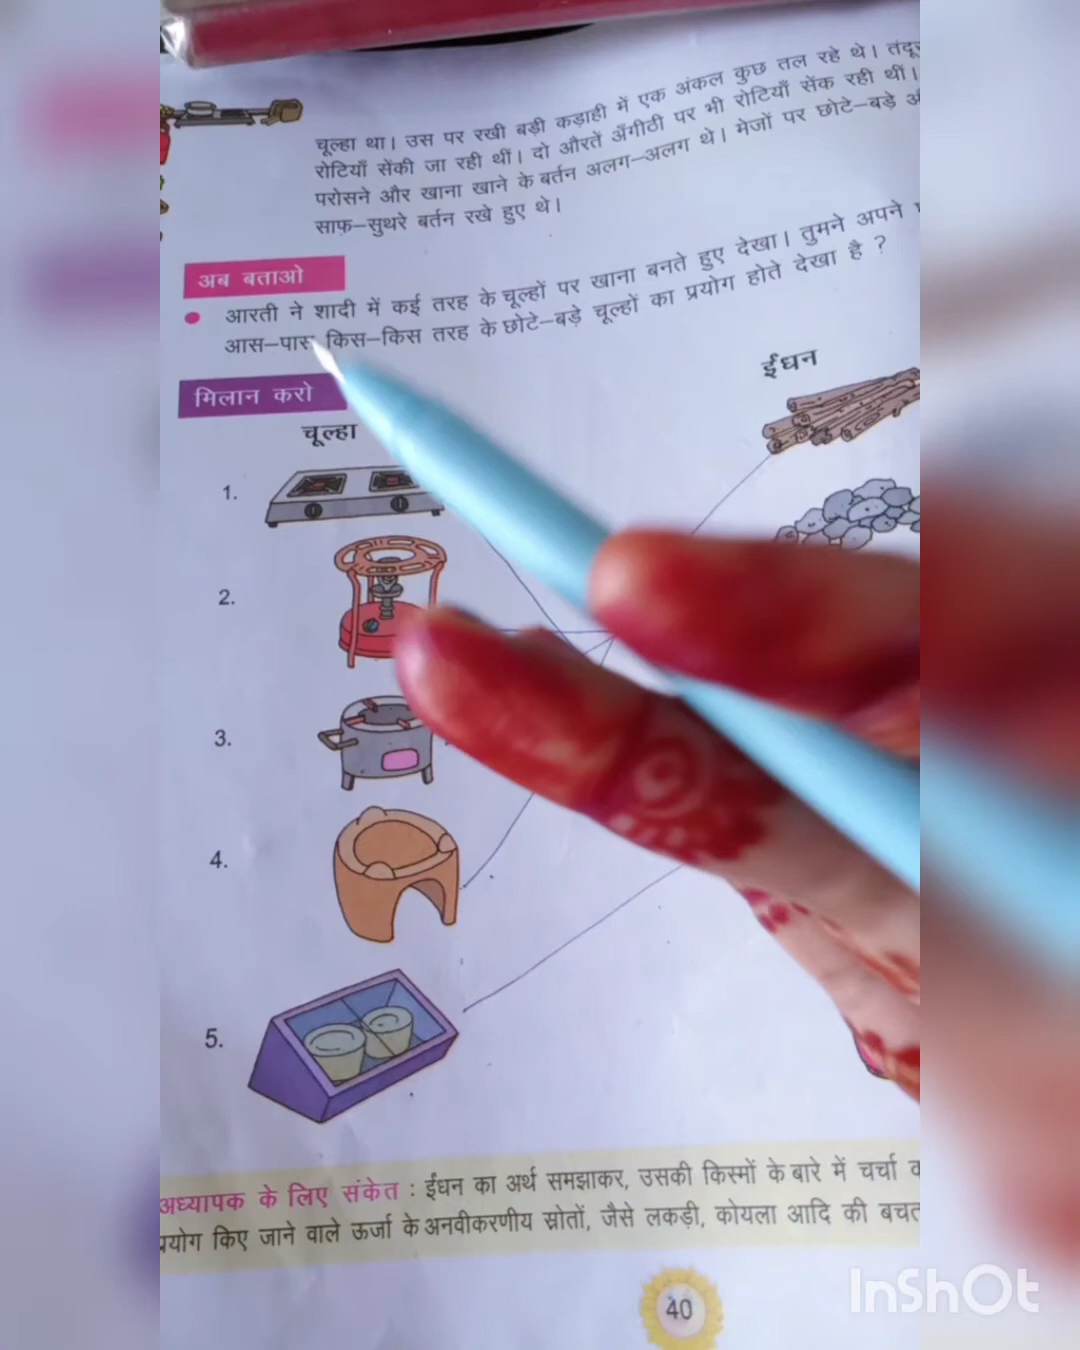 चूल्हा था। उस पर रखी बड़ी कड़ाही में एक अंकल कुछ तल रहे थे।
रोटियाँ सेंकी जा रही थीं। दो औरतें अँगीठी पर भी रोटियाँ सेंक रही थीं।
परोसने और खाना खाने के बर्तन अलग–अलग थे। मेजों पर छोटे–बड़े
साफ़–सुथरे बर्तन रखे हुए थे।
अब बताओ
आरती ने शादी में कई तरह के चूल्हों पर खाना बनते हुए देखा। तुमने अपने
आस–पास किस–किस तरह के छोटे–बड़े चूल्हों का प्रयोग होते देखा है ?
मिलान करो
चूल्हा
ईंधन
1.
2.
3.
4.
5.
अध्यापक के लिए संकेत : ईंधन का अर्थ समझाकर, उसकी किस्मों के बारे में चर्चा
किए जाने वाले ऊर्जा के अनवीकरणीय स्रोतों, जैसे लकड़ी, कोयला आदि की
40
InShOt